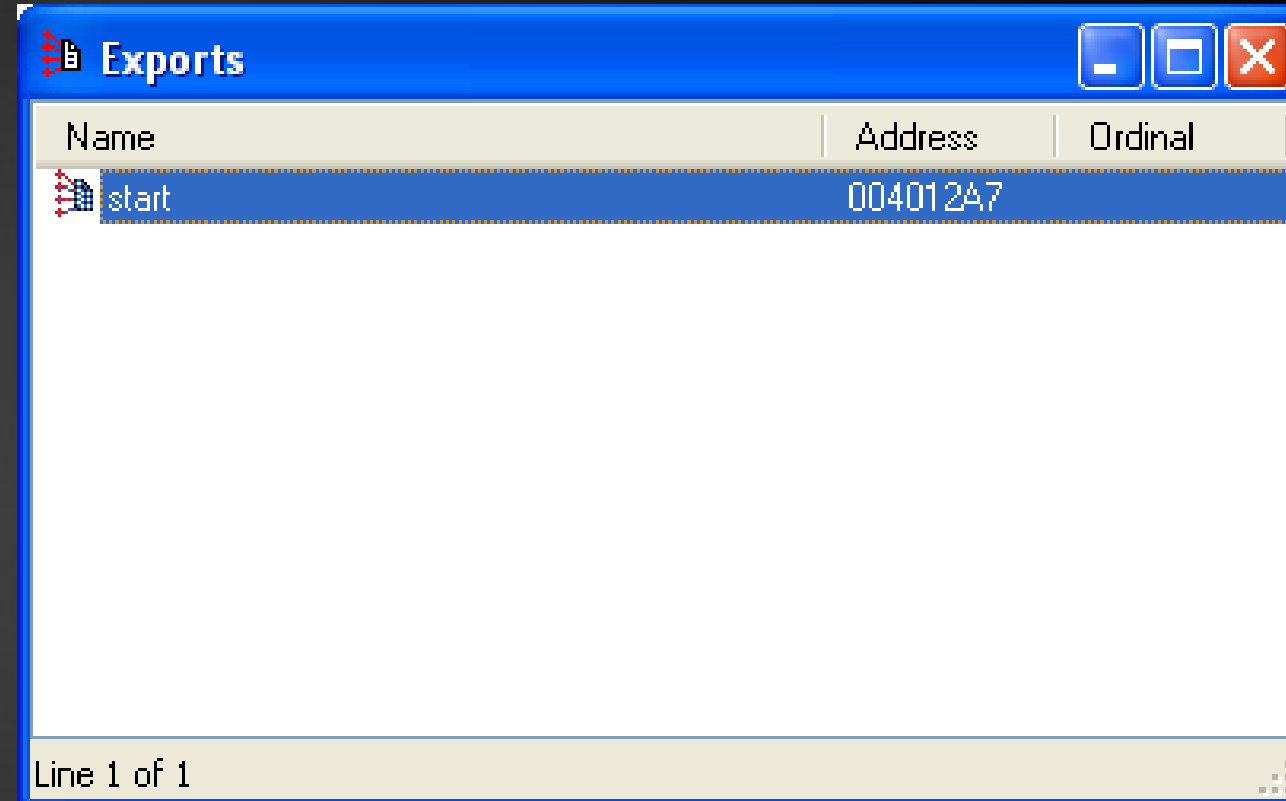 Exports
Name Address Ordinal
start 004012A7
Line 1 of 1